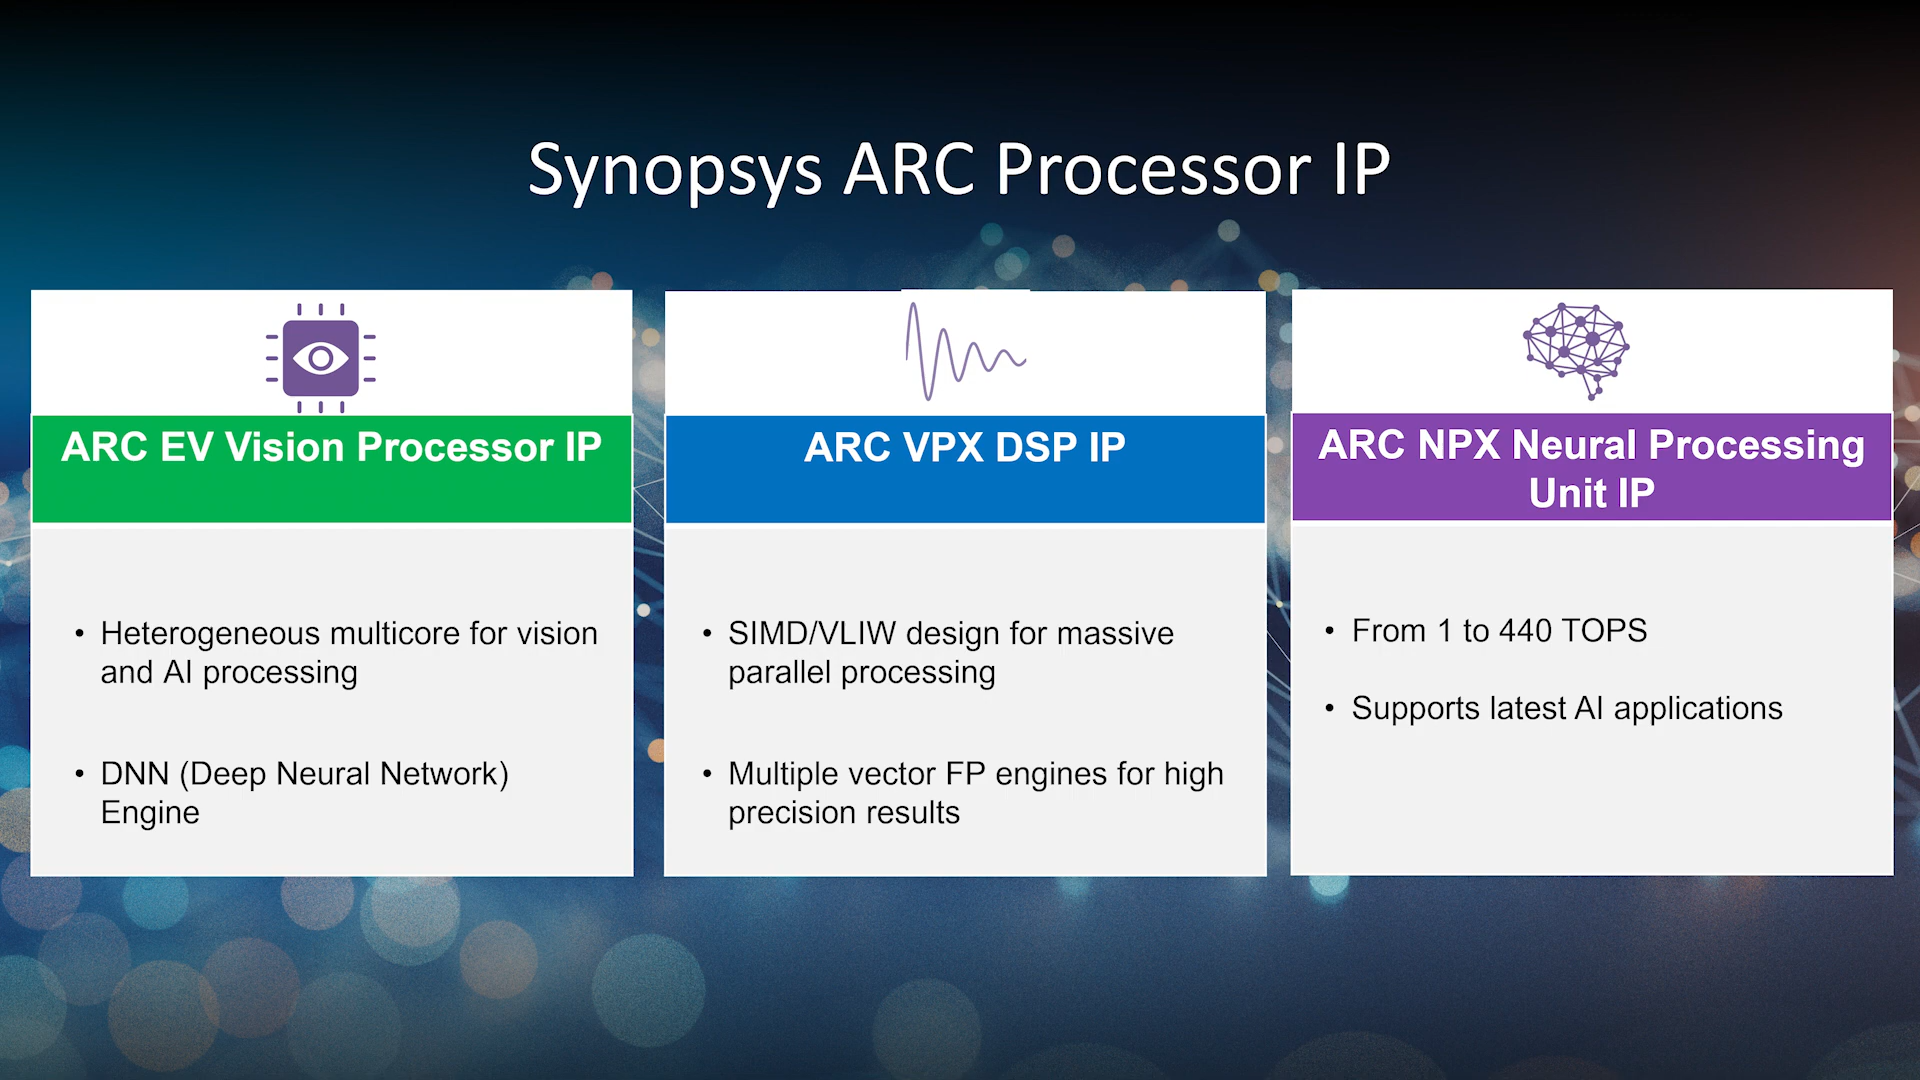 Synopsys ARC Processor IP
ARC EV Vision Processor IP
• Heterogeneous multicore for vision
and AI processing
• DNN (Deep Neural Network)
Engine
ARC VPX DSP IP
• SIMD/VLIW design for massive
parallel processing
• Multiple vector FP engines for high
precision results
ARC NPX Neural Processing
Unit IP
• From 1 to 440 TOPS
• Supports latest AI applications